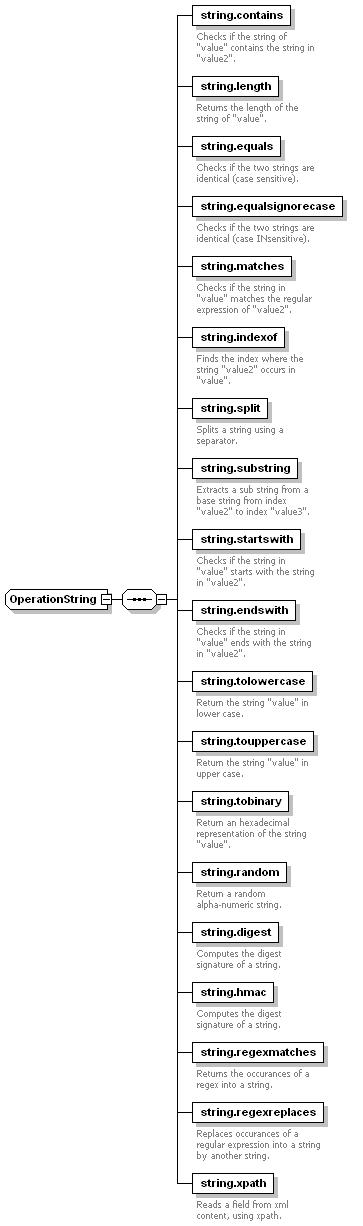 string.contains
Checks if the string of
"value" contains the string in
"value2".
string.length
Returns the length of the
string of "value".
string.equals
Checks if the two strings are
identical (case sensitive).
string.equalsignorecase
Checks if the two strings are
identical (case INsensitive).
string.matches
Checks if the string in
"value" matches the regular
expression of "value2".
string.indexof
Finds the index where the
string "value2" occurs in
"value".
string.split
Splits a string using a
separator.
string.substring
Extracts a sub string from a
base string from index
"value2" to index "value3".
string.startswith
Checks if the string in
"value" starts with the string
in "value2".
OperationString
string.endswith
Checks if the string in
"value" ends with the string
in "value2".
string.tolowercase
Return the string "value" in
lower case.
string.touppercase
Return the string "value" in
upper case.
string.tobinary
Return an hexadecimal
representation of the string
"value".
string.random
Return a random
alpha-numeric string.
string.digest
Computes the digest
signature of a string.
string.hmac
Computes the digest
signature of a string.
string.regexmatches
Returns the occurances of a
regex into a string.
string.regexreplaces
Replaces occurances of a
regular expression into a string
by another string.
string.xpath
Reads a field from xml
content, using xpath.